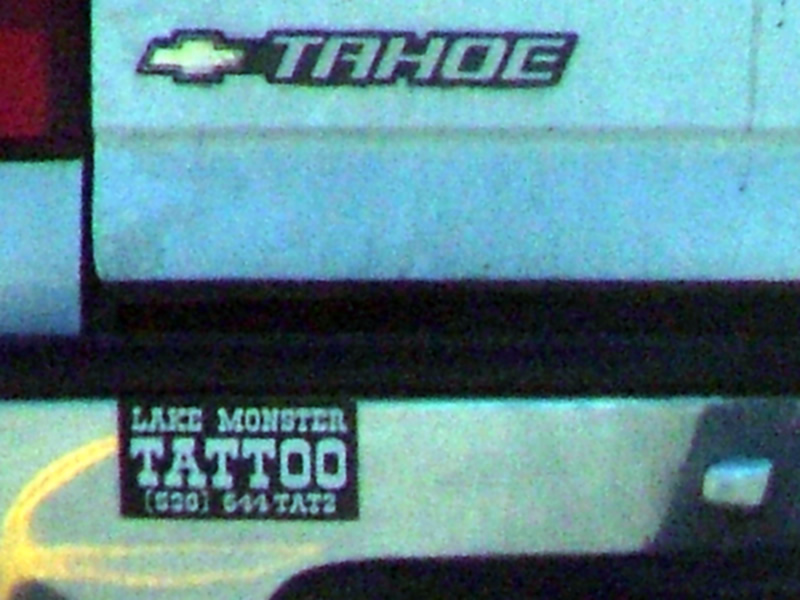 TAHOE
LAKE MONSTER
TATTOO
(530) 544 TAT2